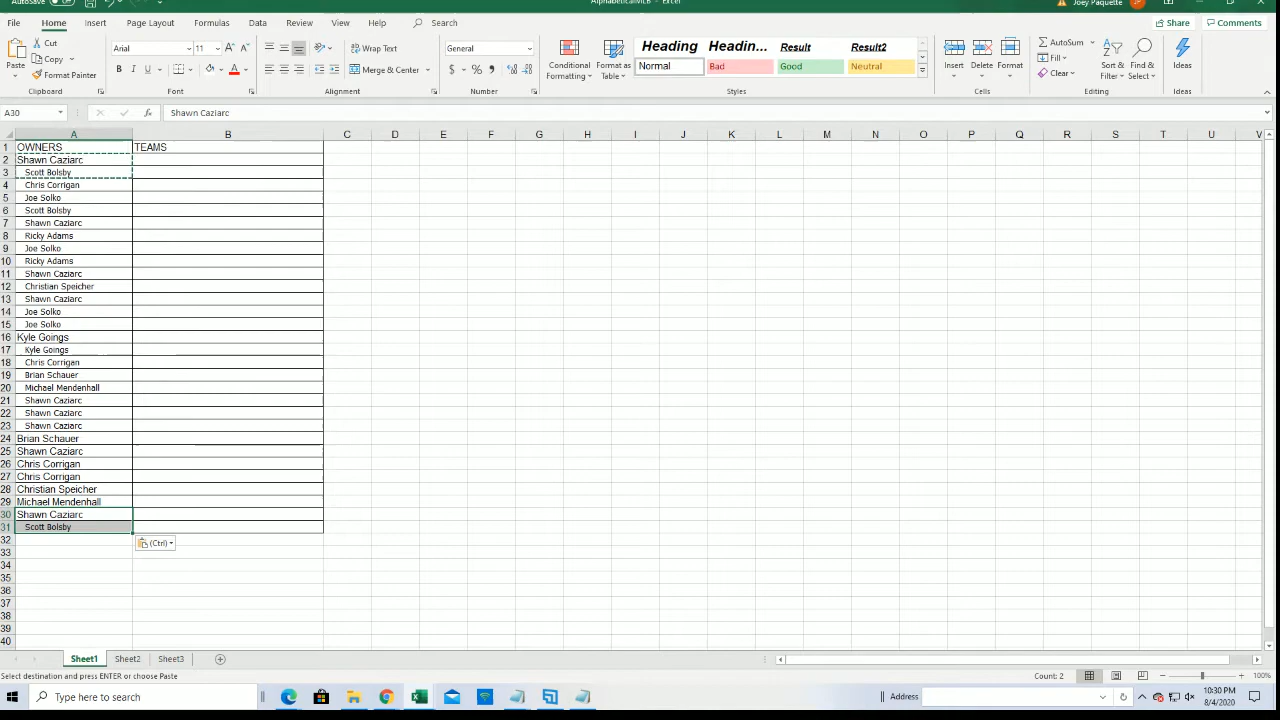 AutoSave
AlphabeticalMLB - Excel
Joey Paquette
File Home Insert Page Layout Formulas Data Review View Help Search Share Comments
Paste Cut Arial 11 Wrap Text General Conditional Formatting Format as Table Heading Headin... Result Result2 Insert Delete Format AutoSum Sort & Filter Find & Select Ideas
Copy Format Painter B I U A Merge & Center $ % , Normal Bad Good Neutral Fill Clear
Clipboard Font Alignment Number Styles Cells Editing Ideas
A30 fx Shawn Caziarc
A B C D E F G H I J K L M N O P Q R S T U V
1 OWNERS TEAMS
2 Shawn Caziarc
3 Scott Bolsby
4 Chris Corrigan
5 Joe Solko
6 Scott Bolsby
7 Shawn Caziarc
8 Ricky Adams
9 Joe Solko
10 Ricky Adams
11 Shawn Caziarc
12 Christian Speicher
13 Shawn Caziarc
14 Joe Solko
15 Joe Solko
16 Kyle Goings
17 Kyle Goings
18 Chris Corrigan
19 Brian Schauer
20 Michael Mendenhall
21 Shawn Caziarc
22 Shawn Caziarc
23 Shawn Caziarc
24 Brian Schauer
25 Shawn Caziarc
26 Chris Corrigan
27 Chris Corrigan
28 Christian Speicher
29 Michael Mendenhall
30 Shawn Caziarc
31 Scott Bolsby
32 (Ctrl)
33
34
35
36
37
38
39
40
Sheet1 Sheet2 Sheet3
Select destination and press ENTER or choose Paste Count: 2 100%
Type here to search Address 10:30 PM
8/4/2020